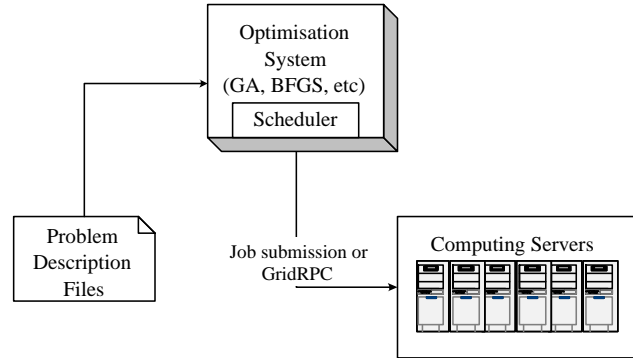 Optimisation
System
(GA, BFGS, etc)
Scheduler
Problem
Description
Files
Job submission or
GridRPC
Computing Servers